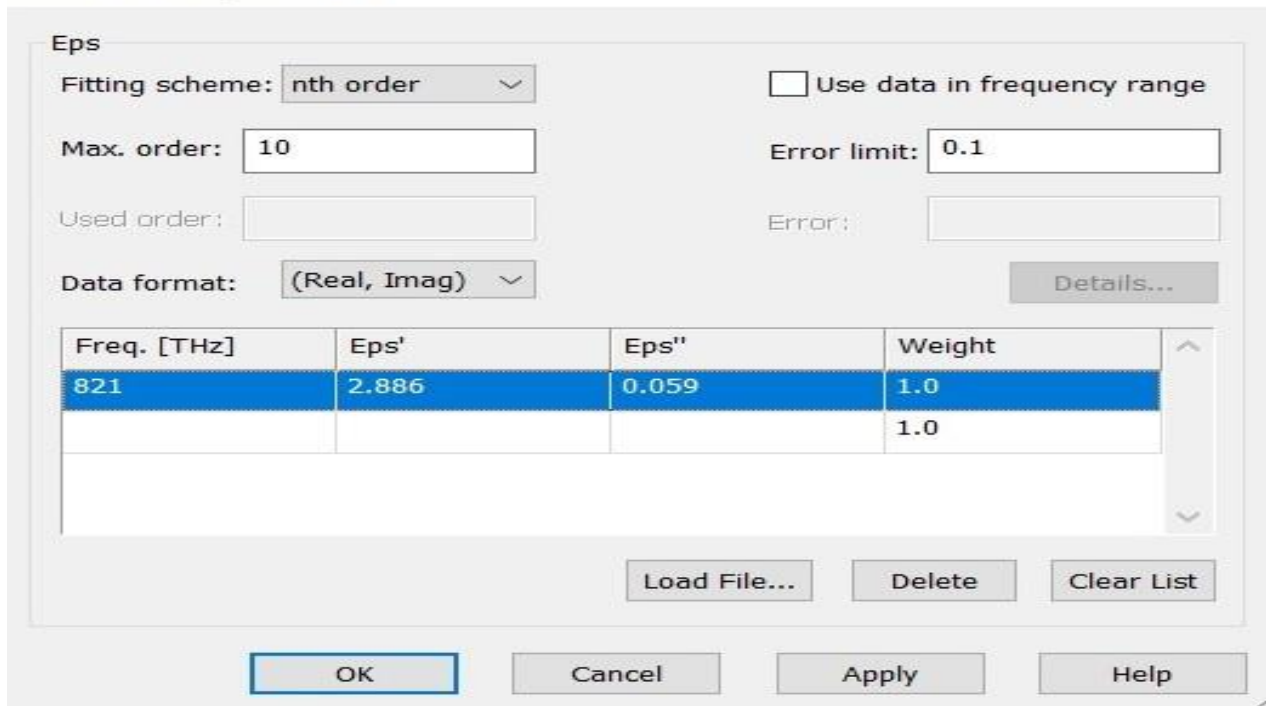 Eps
Fitting scheme: nth order Use data in frequency range
Max. order: 10 Error limit: 0.1
Used order: Error:
Data format: (Real, Imag) Details...
Freq. [THz] Eps' Eps" Weight
821 2.886 0.059 1.0
1.0
Load File... Delete Clear List
OK Cancel Apply Help